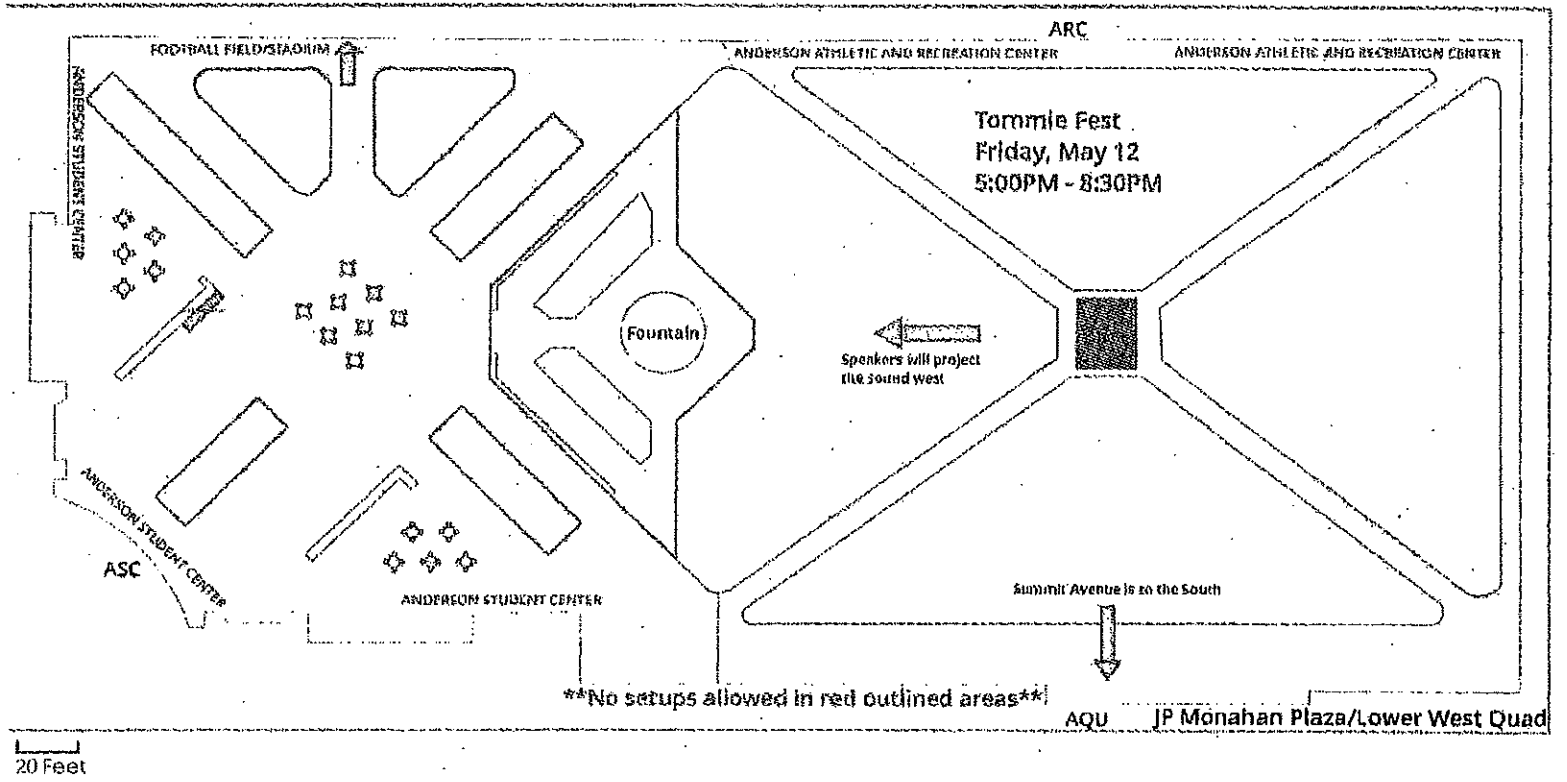 ARC
FOOTBALL FIELD/STADIUM
ANDERSON ATHLETIC AND RECREATION CENTER
ANDERSON ATHLETIC AND RECREATION CENTER
ANDERSON STUDENT CENTER
Tommie Fest
Friday, May 12
5:00PM - 8:30PM
Fountain
Speakers will project
the sound west
ANDERSON STUDENT CENTER
ASC
ANDERSON STUDENT CENTER
Summit Avenue is to the South
**No setups allowed in red outlined areas**
AQU
JP Monahan Plaza/Lower West Quad
20 Feet